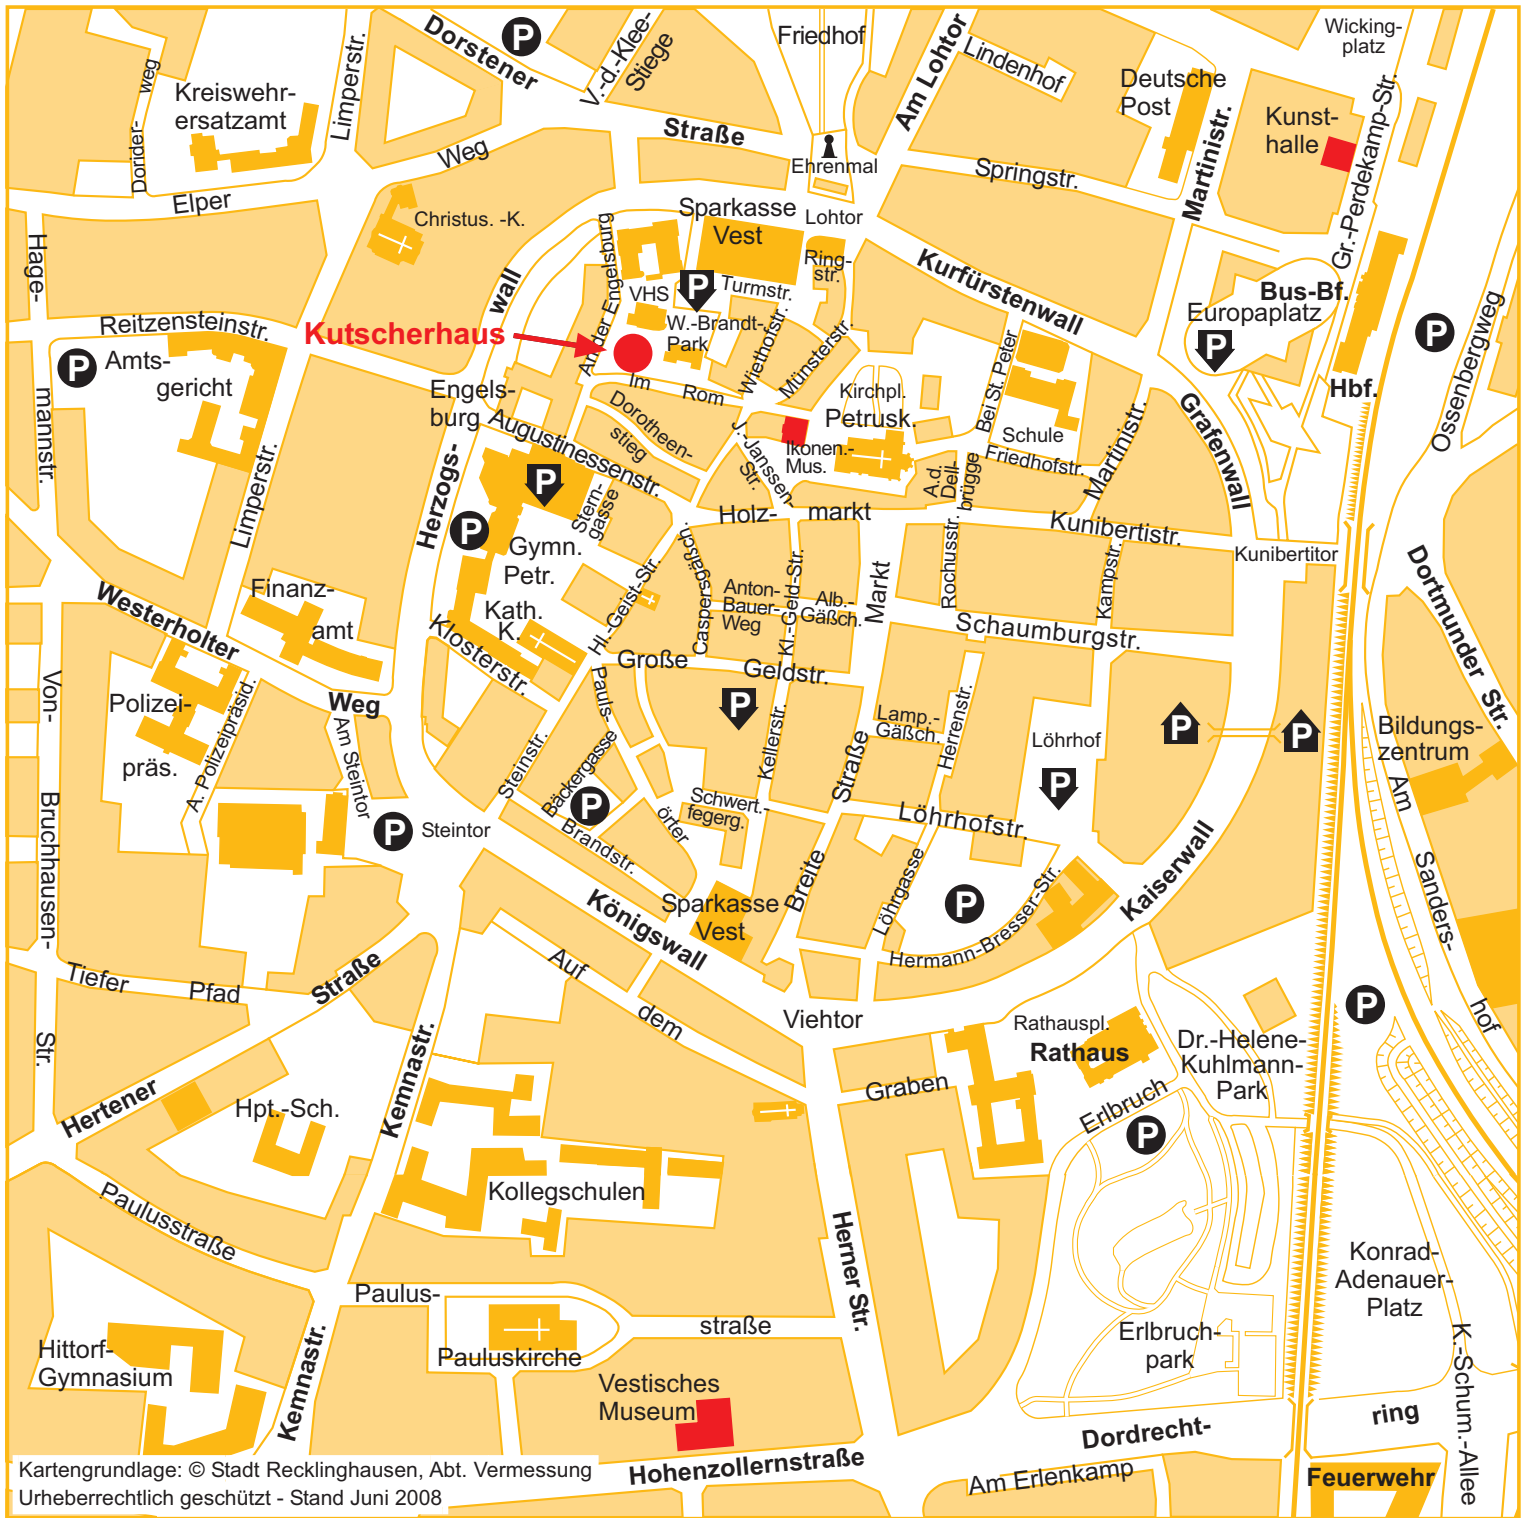 Dorstener
Straße
P
V.-d.-Klee-
Stiege
Friedhof
Am Lohtor
Lindenhof
Wicking-
platz
Deutsche
Post
Kunst-
halle
Martinistr.
Gr.-Perdekamp-Str.
Dorider-
weg
Kreiswehr-
ersatzamt
Limperstr.
Weg
Elper
Ehrenmal
Springstr.
Christus. -K.
Sparkasse
Vest
Lohtor
Ring-
str.
Turmstr.
An der Engelsburg
VHS
P
W.-Brandt-
Park
Kurfürstenwall
Bus-Bf.
Europaplatz
P
P
Hbf.
Ossenbergweg
Hage-
mannstr.
Reitzensteinstr.
P
Amts-
gericht
Limperstr.
wall
Herzogs-
Kutscherhaus
Engels-
burg
Im
Rom
Wiethofstr.
Münsterstr.
Kirchpl.
Petrusk.
Ikonen.-
Mus.
Bei St. Peter
Schule
Friedhofstr.
Martinistr.
Grafenwall
Dorotheen-
stieg
Augustinessenstr.
J.-Janssen-
Str.
A.d.
Dell-
brügge
P
Stern-
gasse
P
Gymn.
Petr.
Holz-
markt
Kunibertistr.
Kunibertitor
Dortmunder
Str.
Caspersgäßch.
Hl.-Geist-Str.
Anton-
Bauer-
Weg
Kl.-Geld-Str.
Alb.-
Gäßch.
Markt
Rochusstr.
Kampstr.
Schaumburgstr.
Westerholter
Weg
Finanz-
amt
Kath.
K.
Klosterstr.
Große
Geldstr.
Von-
Bruchhausen-
Str.
Polizei-
präs.
A. Polizeipräsid.
Am Steintor
P
Steintor
Steinstr.
Pauls-
örter
Bäckergasse
P
Brandstr.
P
Kellerstr.
Schwert.-
fegerg.
Breite
Straße
Lamp.-
Gäßch.
Herrenstr.
Löhrhof
P
P
P
Bildungs-
zentrum
Am
Sanders-
hof
Löhrhofstr.
Löhrgasse
P
Hermann-Bresser-Str.
Kaiserwall
Sparkasse
Vest
Königswall
Auf
dem
Viehtor
Graben
Tiefer
Pfad
Hertener
Straße
Kemnastr.
Hpt.-Sch.
Kollegschulen
Rathauspl.
Rathaus
Dr.-Helene-
Kuhlmann-
Park
P
Erlbruch
P
Paulusstraße
Herner Str.
Konrad-
Adenauer-
Platz
Erlbruch-
park
Hittorf-
Gymnasium
Kemnastr.
Paulus-
straße
Pauluskirche
Vestisches
Museum
Hohenzollernstraße
Dordrecht-
ring
Am Erlenkamp
K.-Schum.-Allee
Feuerwehr
Kartengrundlage: © Stadt Recklinghausen, Abt. Vermessung
Urheberrechtlich geschützt - Stand Juni 2008